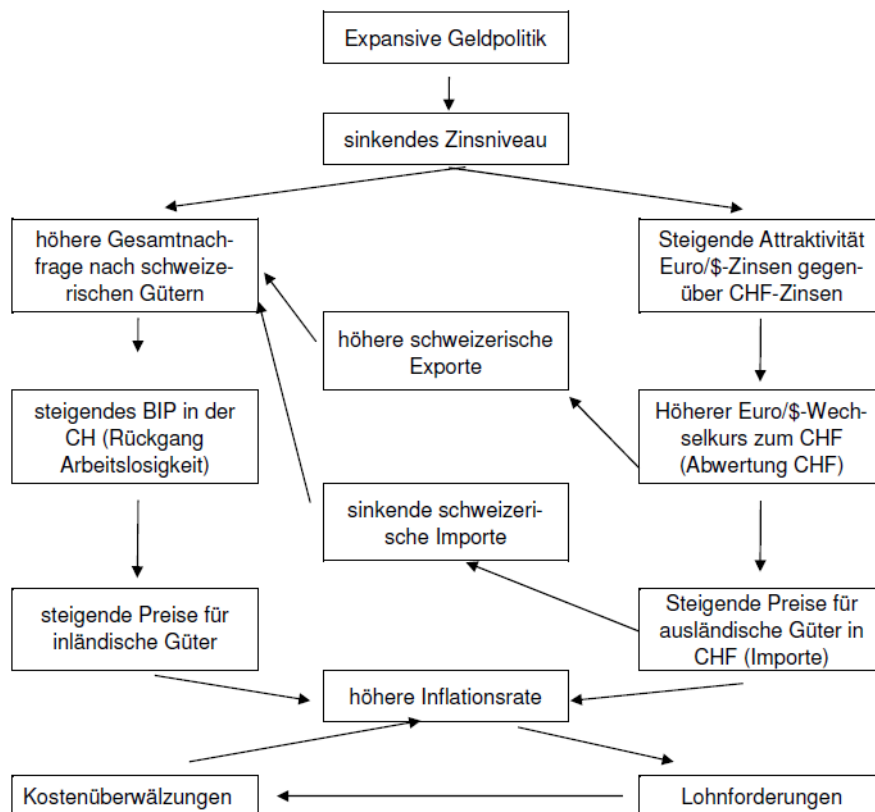 Expansive Geldpolitik
sinkendes Zinsniveau
höhere Gesamtnach-
frage nach schweize-
rischen Gütern
Steigende Attraktivität
Euro/$-Zinsen gegen-
über CHF-Zinsen
höhere schweizerische
Exporte
steigendes BIP in der
CH (Rückgang
Arbeitslosigkeit)
Höherer Euro/$-Wech-
selkurs zum CHF
(Abwertung CHF)
sinkende schweizeri-
sche Importe
steigende Preise für
inländische Güter
Steigende Preise für
ausländische Güter in
CHF (Importe)
höhere Inflationsrate
Kostenüberwälzungen
Lohnforderungen